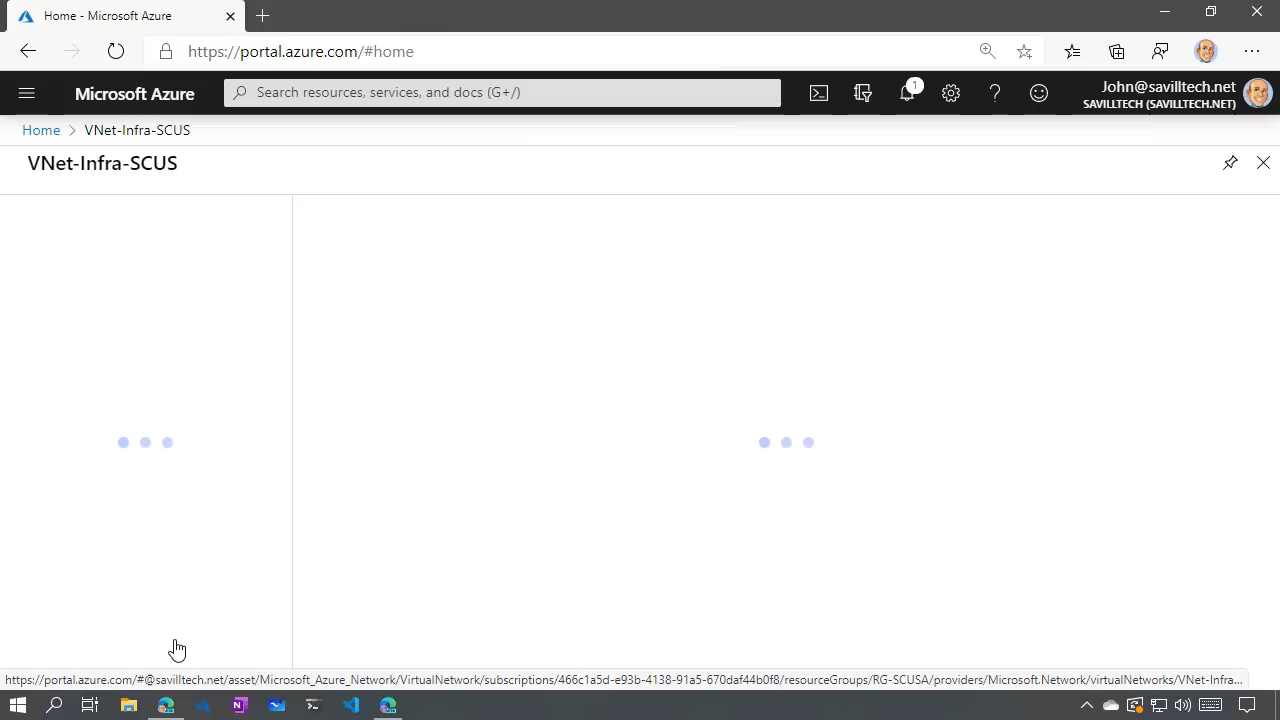 Home - Microsoft Azure
https://portal.azure.com/#home
Microsoft Azure
Search resources, services, and docs (G+/)
1
John@savilltech.net
SAVILLTECH (SAVILLTECH.NET)
Home > VNet-Infra-SCUS
VNet-Infra-SCUS
https://portal.azure.com/#@savilltech.net/asset/Microsoft_Azure_Network/VirtualNetwork/subscriptions/466c1a5d-e93b-4138-91a5-670daf44b0f8/resourceGroups/RG-SCUSA/providers/Microsoft.Network/virtualNetworks/VNet-Infra...